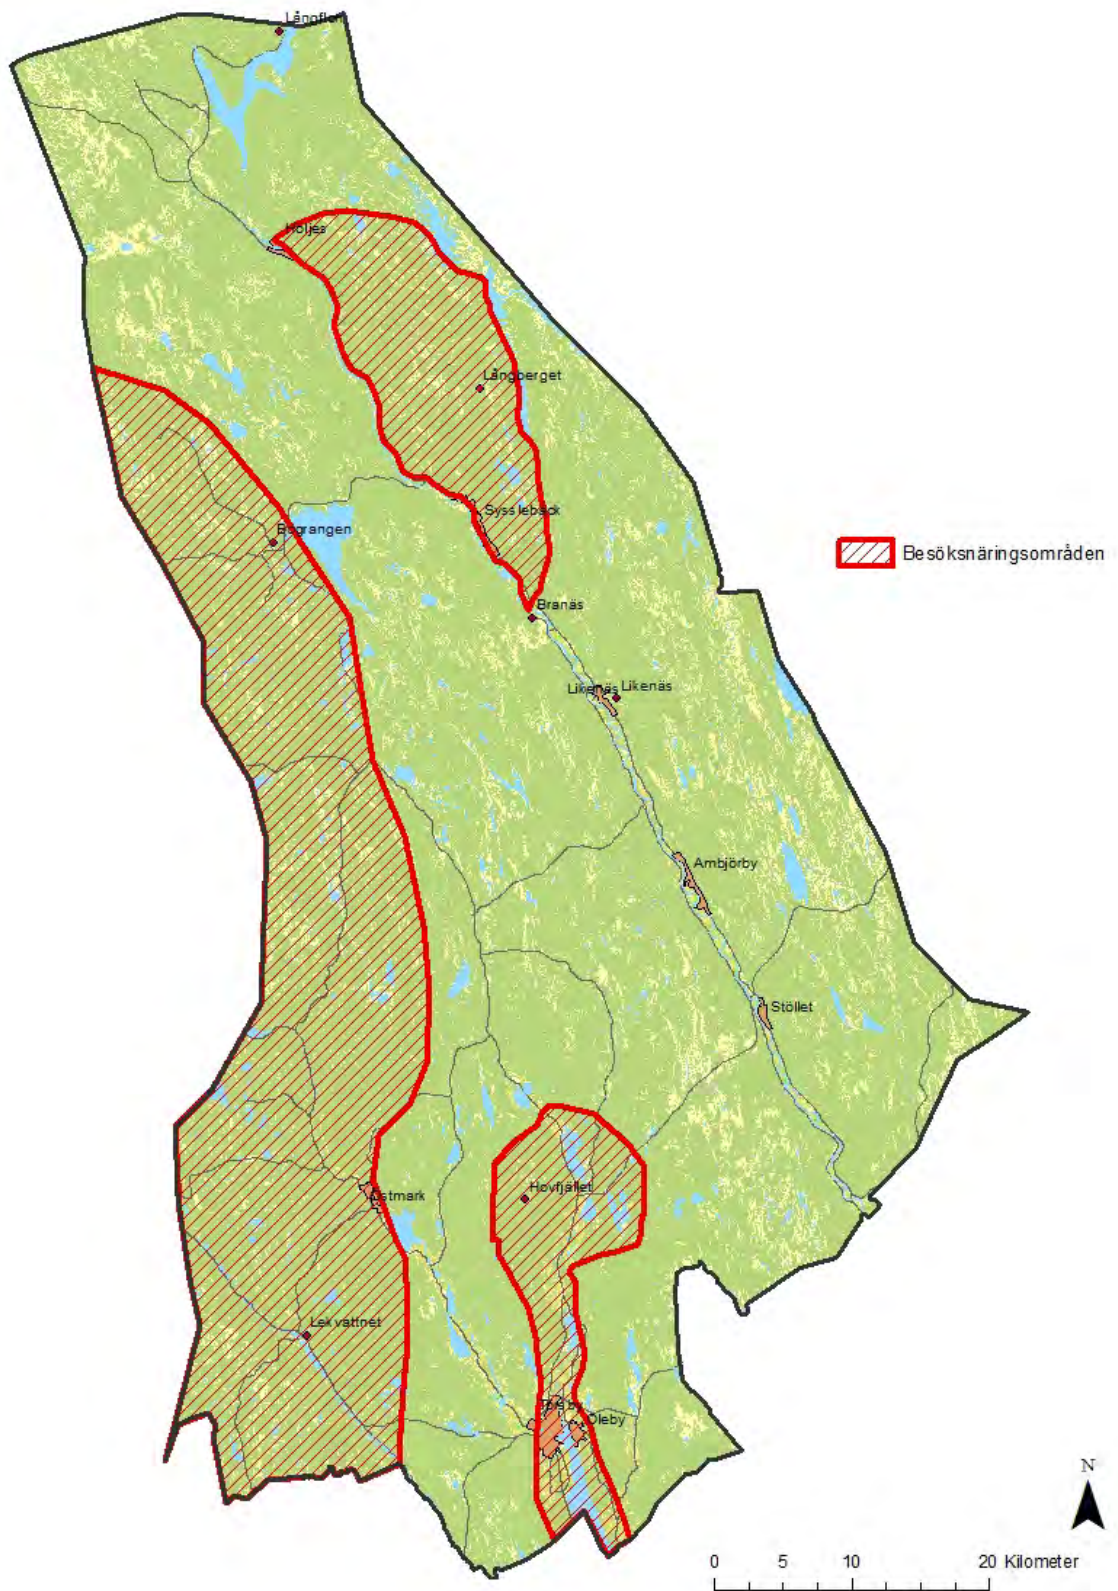 Långflon
Höljes
Långberget
Sysslebäck
Bograngen
Besöksnäringsområden
Branäs
Likenäs Likenäs
Ambjörby
Stöllet
Hovfjället
Östmark
Lekvattnet
Torsby
Oleby
N
0 5 10 20 Kilometer